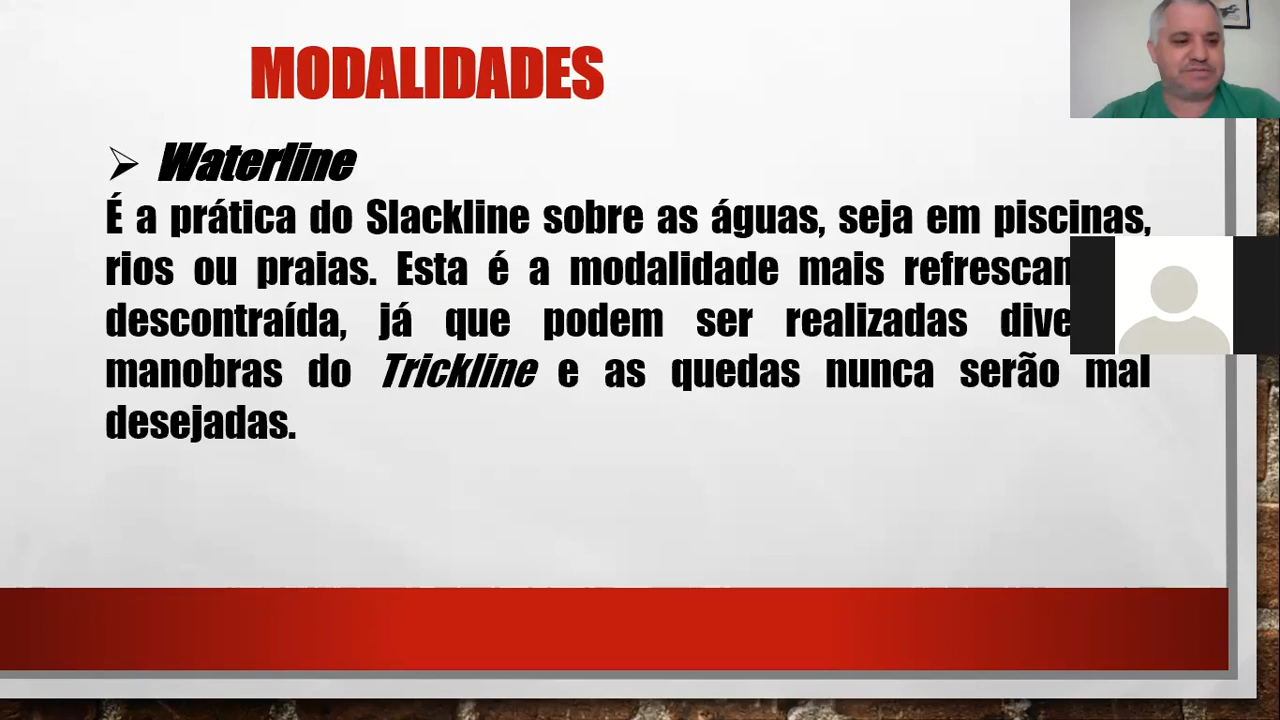 MODALIDADES
Waterline
É a prática do Slackline sobre as águas, seja em piscinas,
rios ou praias. Esta é a modalidade mais
descontraída, já que podem ser realizadas
manobras do Trickline e as quedas nunca serão mal
desejadas.